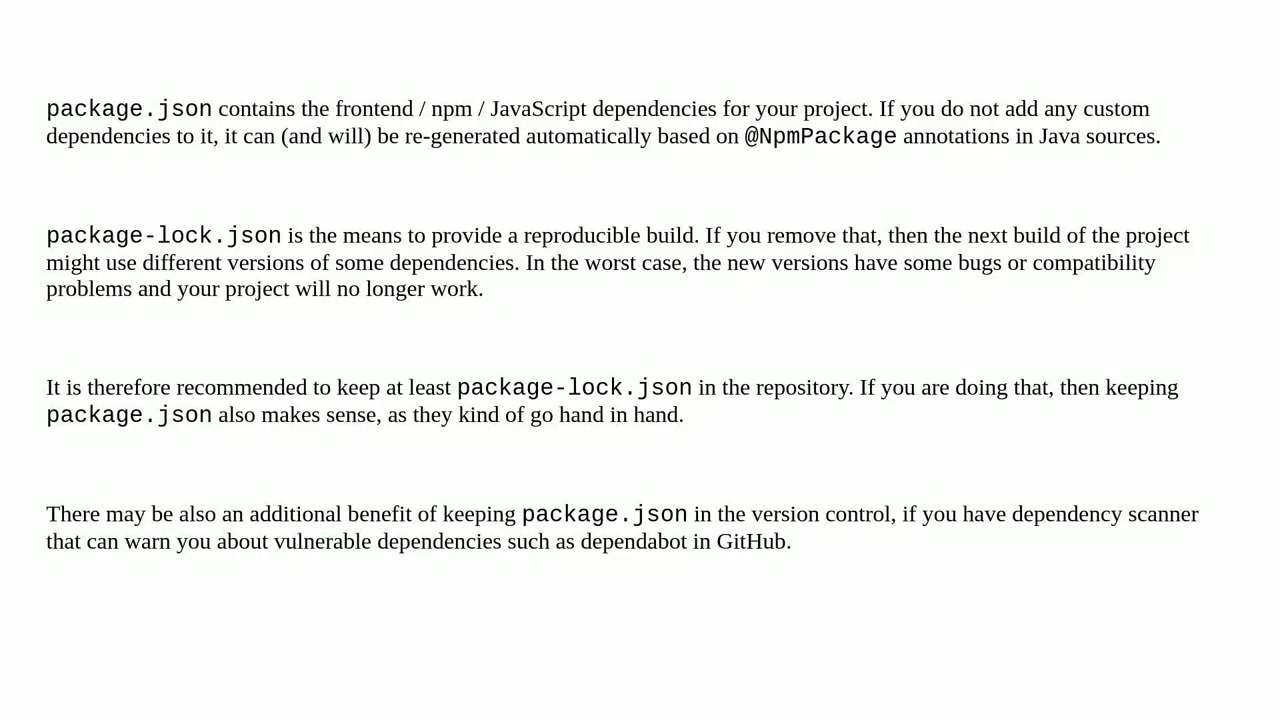 package.json contains the frontend / npm / JavaScript dependencies for your project. If you do not add any custom
dependencies to it, it can (and will) be re-generated automatically based on @NpmPackage annotations in Java sources.
package-lock.json is the means to provide a reproducible build. If you remove that, then the next build of the project
might use different versions of some dependencies. In the worst case, the new versions have some bugs or compatibility
problems and your project will no longer work.
It is therefore recommended to keep at least package-lock.json in the repository. If you are doing that, then keeping
package.json also makes sense, as they kind of go hand in hand.
There may be also an additional benefit of keeping package.json in the version control, if you have dependency scanner
that can warn you about vulnerable dependencies such as dependabot in GitHub.